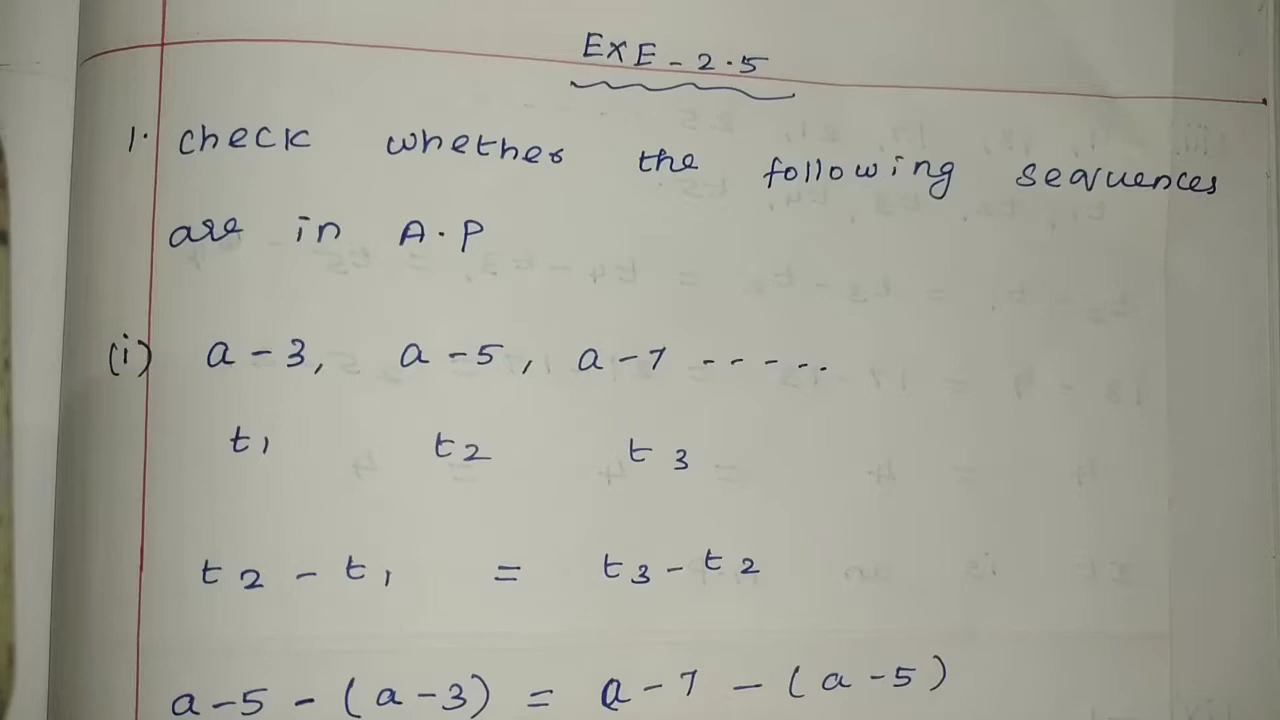 EXE - 2.5
1. Check whether the following sequences
are in A.P
(i) a - 3, a - 5, a - 7 -----..
t1 t2 t3
t2 - t1 = t3 - t2
a - 5 - (a - 3) = a - 7 - (a - 5)